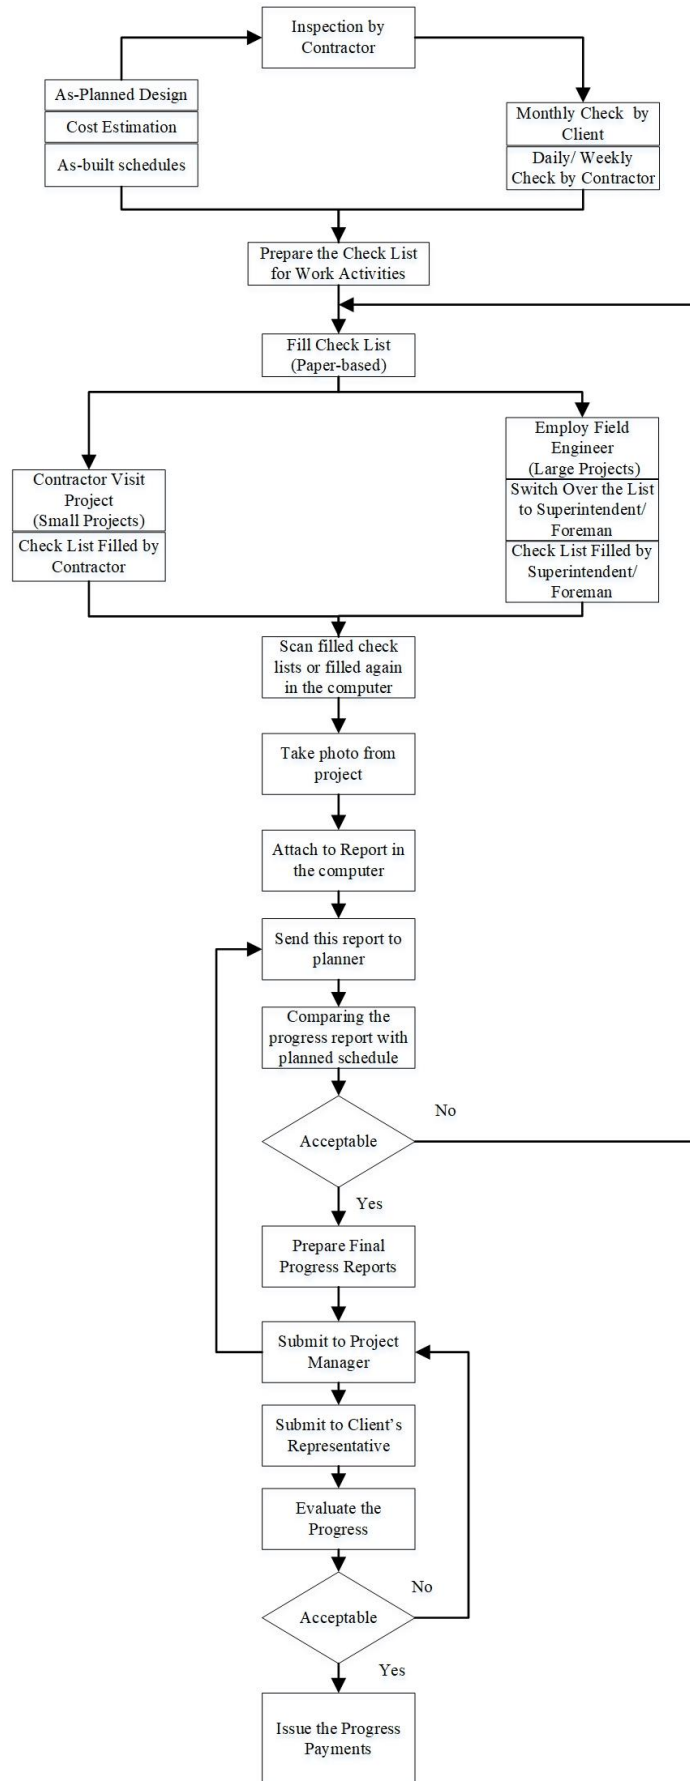 Inspection by
Contractor
As-Planned Design
Cost Estimation
As-built schedules
Monthly Check by
Client
Daily/ Weekly
Check by Contractor
Prepare the Check List
for Work Activities
Fill Check List
(Paper-based)
Contractor Visit
Project
(Small Projects)
Check List Filled by
Contractor
Employ Field
Engineer
(Large Projects)
Switch Over the List
to Superintendent/
Foreman
Check List Filled by
Superintendent/
Foreman
Scan filled check
lists or filled again
in the computer
Take photo from
project
Attach to Report in
the computer
Send this report to
planner
Comparing the
progress report with
planned schedule
Acceptable
No
Yes
Prepare Final
Progress Reports
Submit to Project
Manager
Submit to Client’s
Representative
Evaluate the
Progress
Acceptable
No
Yes
Issue the Progress
Payments